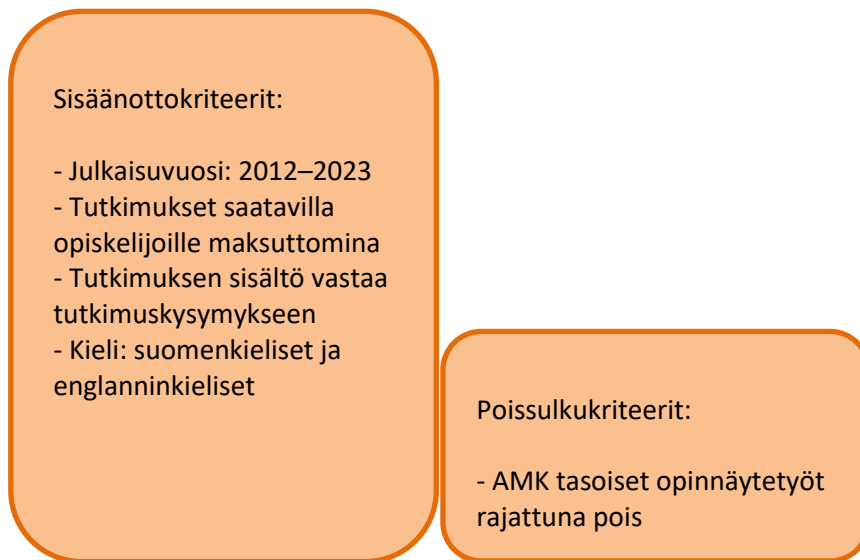 Sisäänottokriteerit:
- Julkaisuvuosi: 2012–2023
- Tutkimukset saatavilla
opiskelijoille maksuttomina
- Tutkimuksen sisältö vastaa
tutkimuskysymykseen
- Kieli: suomenkieliset ja
englanninkieliset
Poissulkukriteerit:
- AMK tasoiset opinnäytetyöt
rajattuna pois